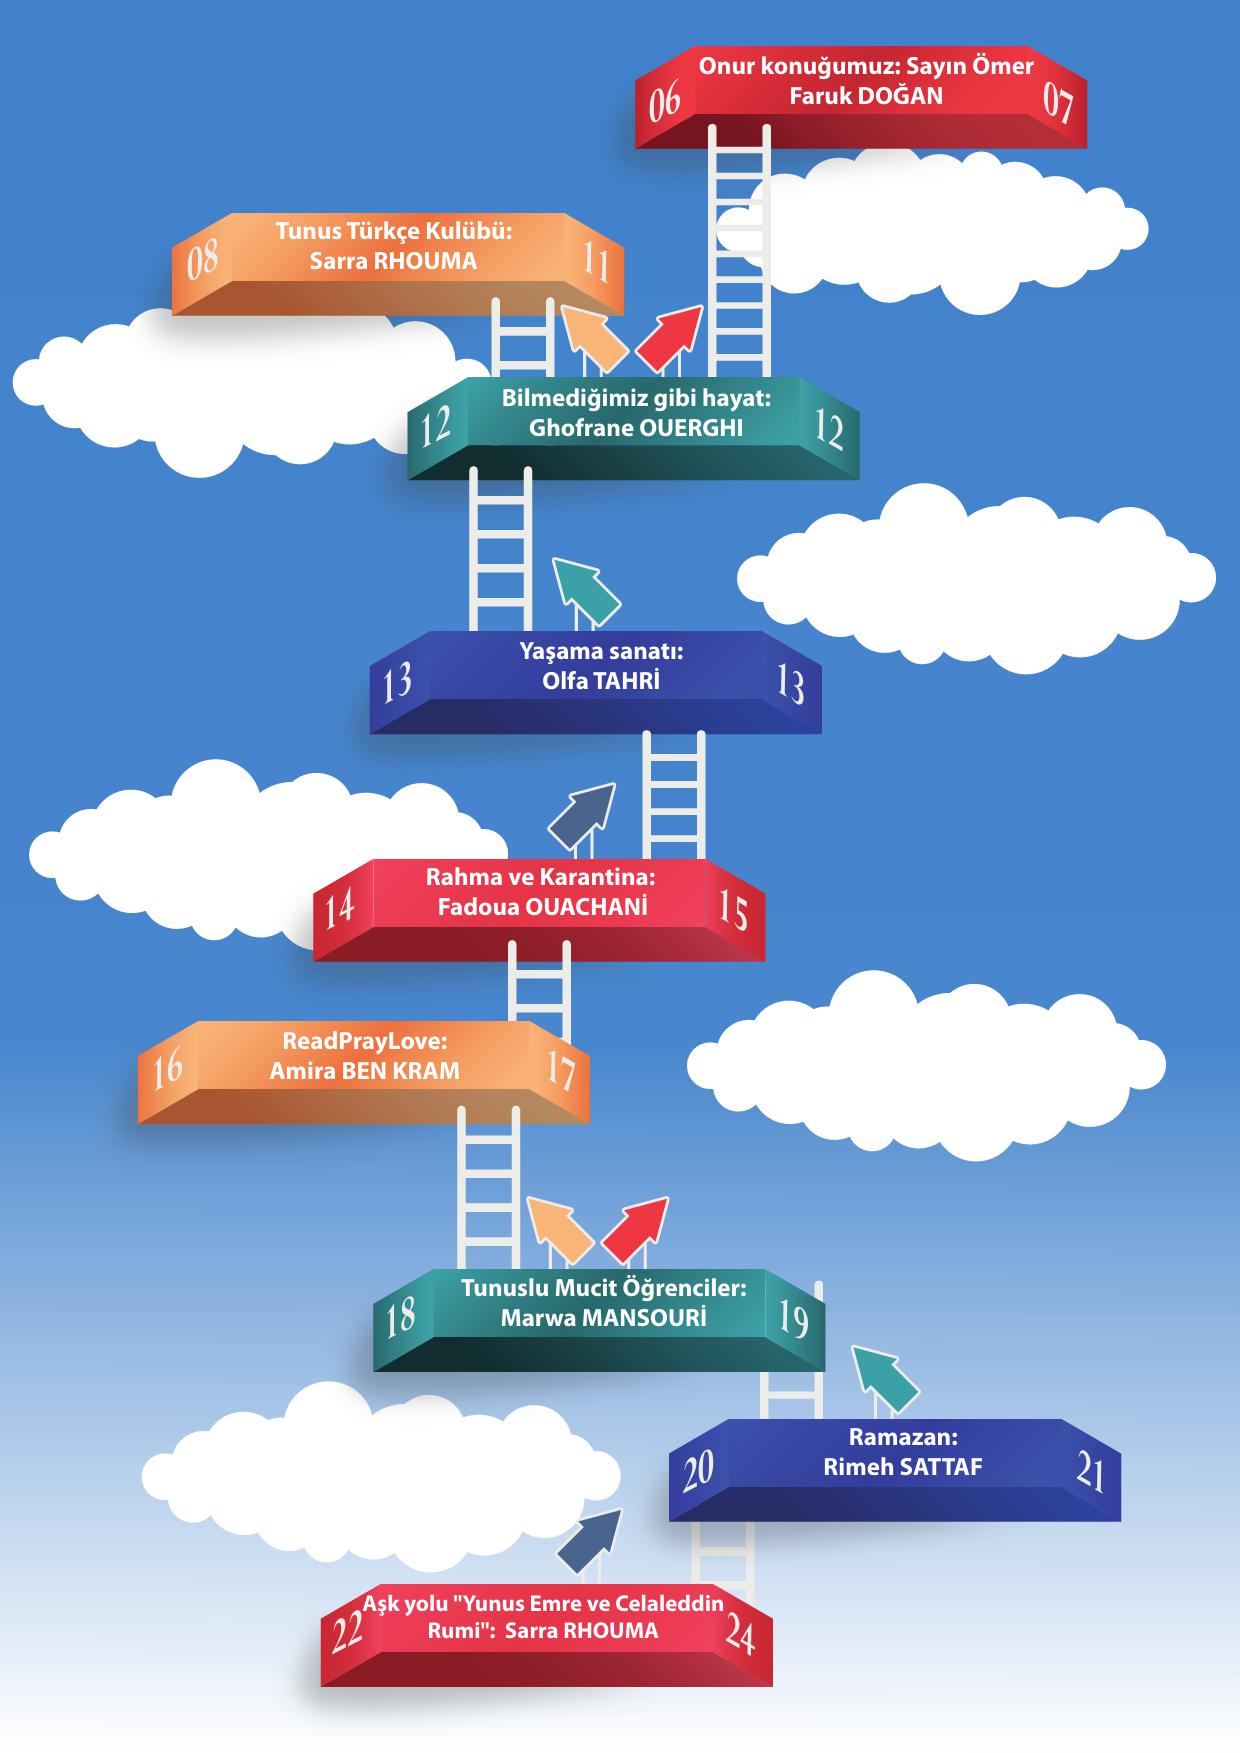 06
Onur konuğumuz: Sayın Ömer
Faruk DOĞAN
07
08
Tunus Türkçe Kulübü:
Sarra RHOUMA
11
12
Bilmediğimiz gibi hayat:
Ghofrane OUERGHI
12
13
Yaşama sanatı:
Olfa TAHRİ
13
14
Rahma ve Karantina:
Fadoua OUACHANİ
15
16
ReadPrayLove:
Amira BEN KRAM
17
18
Tunuslu Mucit Öğrenciler:
Marwa MANSOURİ
19
20
Ramazan:
Rimeh SATTAF
21
22
Aşk yolu "Yunus Emre ve Celaleddin
Rumi": Sarra RHOUMA
24